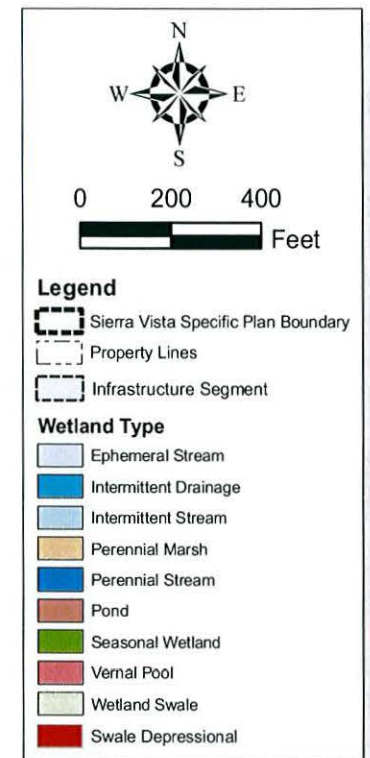 N
W E
S
0 200 400
Feet
Legend
Sierra Vista Specific Plan Boundary
Property Lines
Infrastructure Segment
Wetland Type
Ephemeral Stream
Intermittent Drainage
Intermittent Stream
Perennial Marsh
Perennial Stream
Pond
Seasonal Wetland
Vernal Pool
Wetland Swale
Swale Depressional